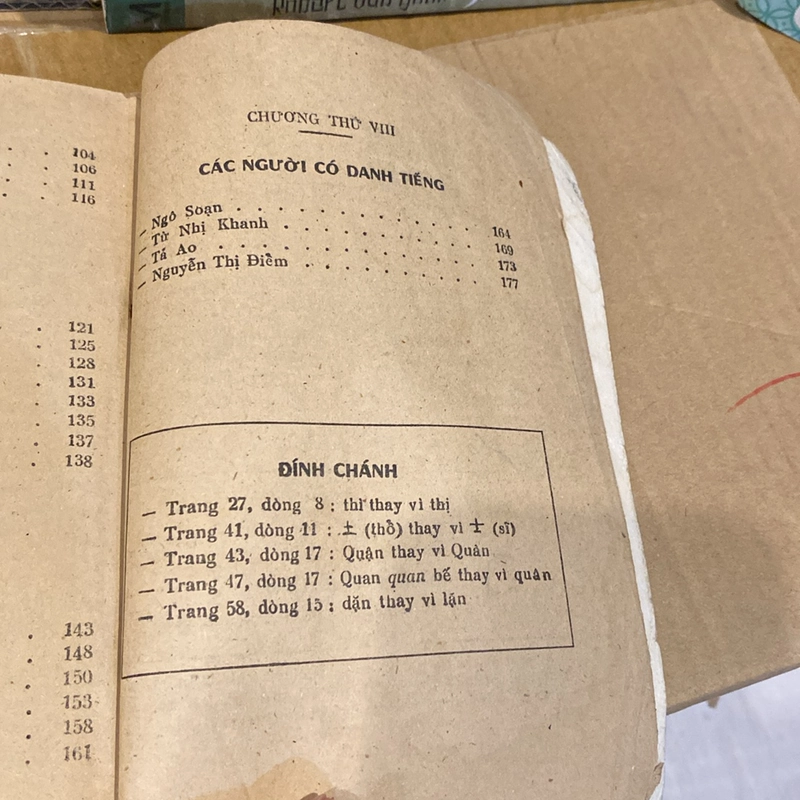 104
106
111
116
121
125
128
131
133
135
137
138
143
148
150
153
158
161
CHƯƠNG THỨ VIII
CÁC NGƯỜI CÓ DANH TIẾNG
— Ngô Soạn . . . . . . . . . . . . 164
— Từ Nhị Khanh . . . . . . . . . . 169
— Tả Ao . . . . . . . . . . . . 173
— Nguyễn Thị Điểm . . . . . . . . . 177
ĐÍNH CHÁNH
— Trang 27, dòng 8 : thì thay vì thị
— Trang 41, dòng 11 : 土 (thổ) thay vì 士 (sĩ)
— Trang 43, dòng 17 : Quận thay vì Quân
— Trang 47, dòng 17 : Quan quan bế thay vì quân
— Trang 58, dòng 15 : dặn thay vì lặn